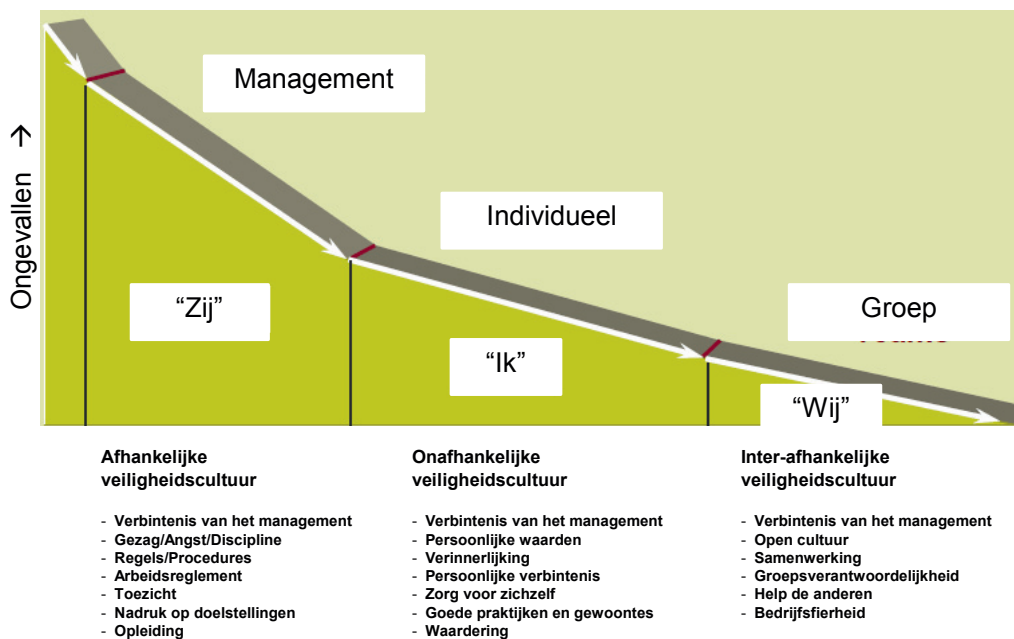 Management
Individueel
Groep
Ongevallen →
“Zij”
“Ik”
“Wij”
Afhankelijke
veiligheidscultuur
- Verbintenis van het management
- Gezag/Angst/Discipline
- Regels/Procedures
- Arbeidsreglement
- Toezicht
- Nadruk op doelstellingen
- Opleiding
Onafhankelijke
veiligheidscultuur
- Verbintenis van het management
- Persoonlijke waarden
- Verinnerlijking
- Persoonlijke verbintenis
- Zorg voor zichzelf
- Goede praktijken en gewoontes
- Waardering
Inter-afhankelijke
veiligheidscultuur
- Verbintenis van het management
- Open cultuur
- Samenwerking
- Groepsverantwoordelijkheid
- Help de anderen
- Bedrijfsfierheid